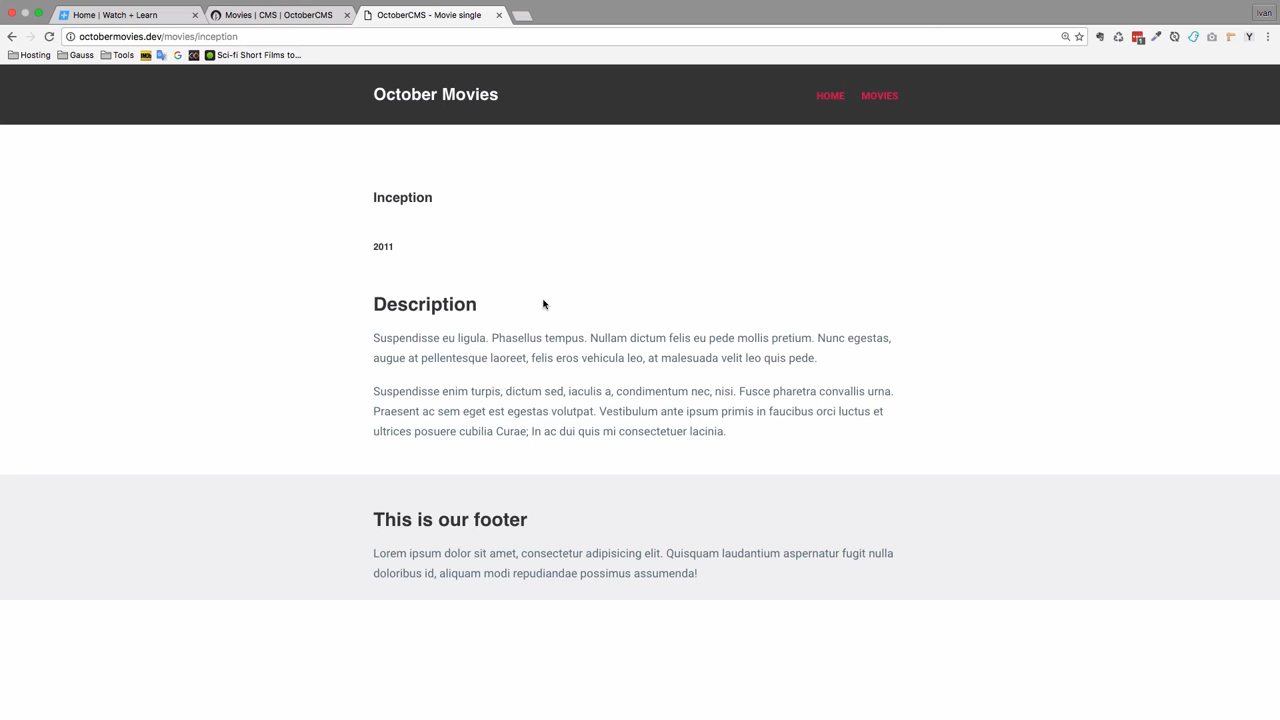 Home | Watch + Learn
Movies | CMS | OctoberCMS
OctoberCMS - Movie single
Ivan
octobermovies.dev/movies/inception
Hosting
Gauss
Tools
Sci-fi Short Films to...
October Movies
HOME
MOVIES
Inception
2011
Description
Suspendisse eu ligula. Phasellus tempus. Nullam dictum felis eu pede mollis pretium. Nunc egestas,
augue at pellentesque laoreet, felis eros vehicula leo, at malesuada velit leo quis pede.
Suspendisse enim turpis, dictum sed, iaculis a, condimentum nec, nisi. Fusce pharetra convallis urna.
Praesent ac sem eget est egestas volutpat. Vestibulum ante ipsum primis in faucibus orci luctus et
ultrices posuere cubilia Curae; In ac dui quis mi consectetuer lacinia.
This is our footer
Lorem ipsum dolor sit amet, consectetur adipisicing elit. Quisquam laudantium aspernatur fugit nulla
doloribus id, aliquam modi repudiandae possimus assumenda!